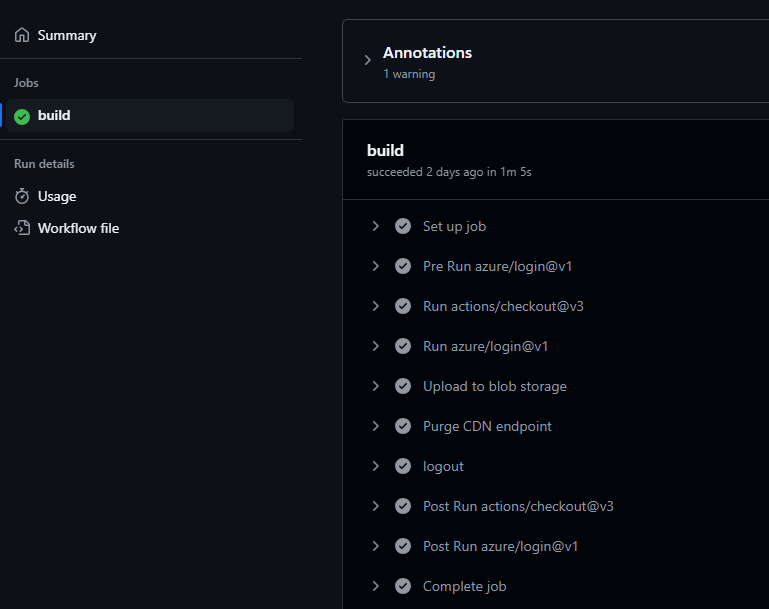 Summary
Jobs
build
Run details
Usage
Workflow file
Annotations
1 warning
build
succeeded 2 days ago in 1m 5s
Set up job
Pre Run azure/login@v1
Run actions/checkout@v3
Run azure/login@v1
Upload to blob storage
Purge CDN endpoint
logout
Post Run actions/checkout@v3
Post Run azure/login@v1
Complete job